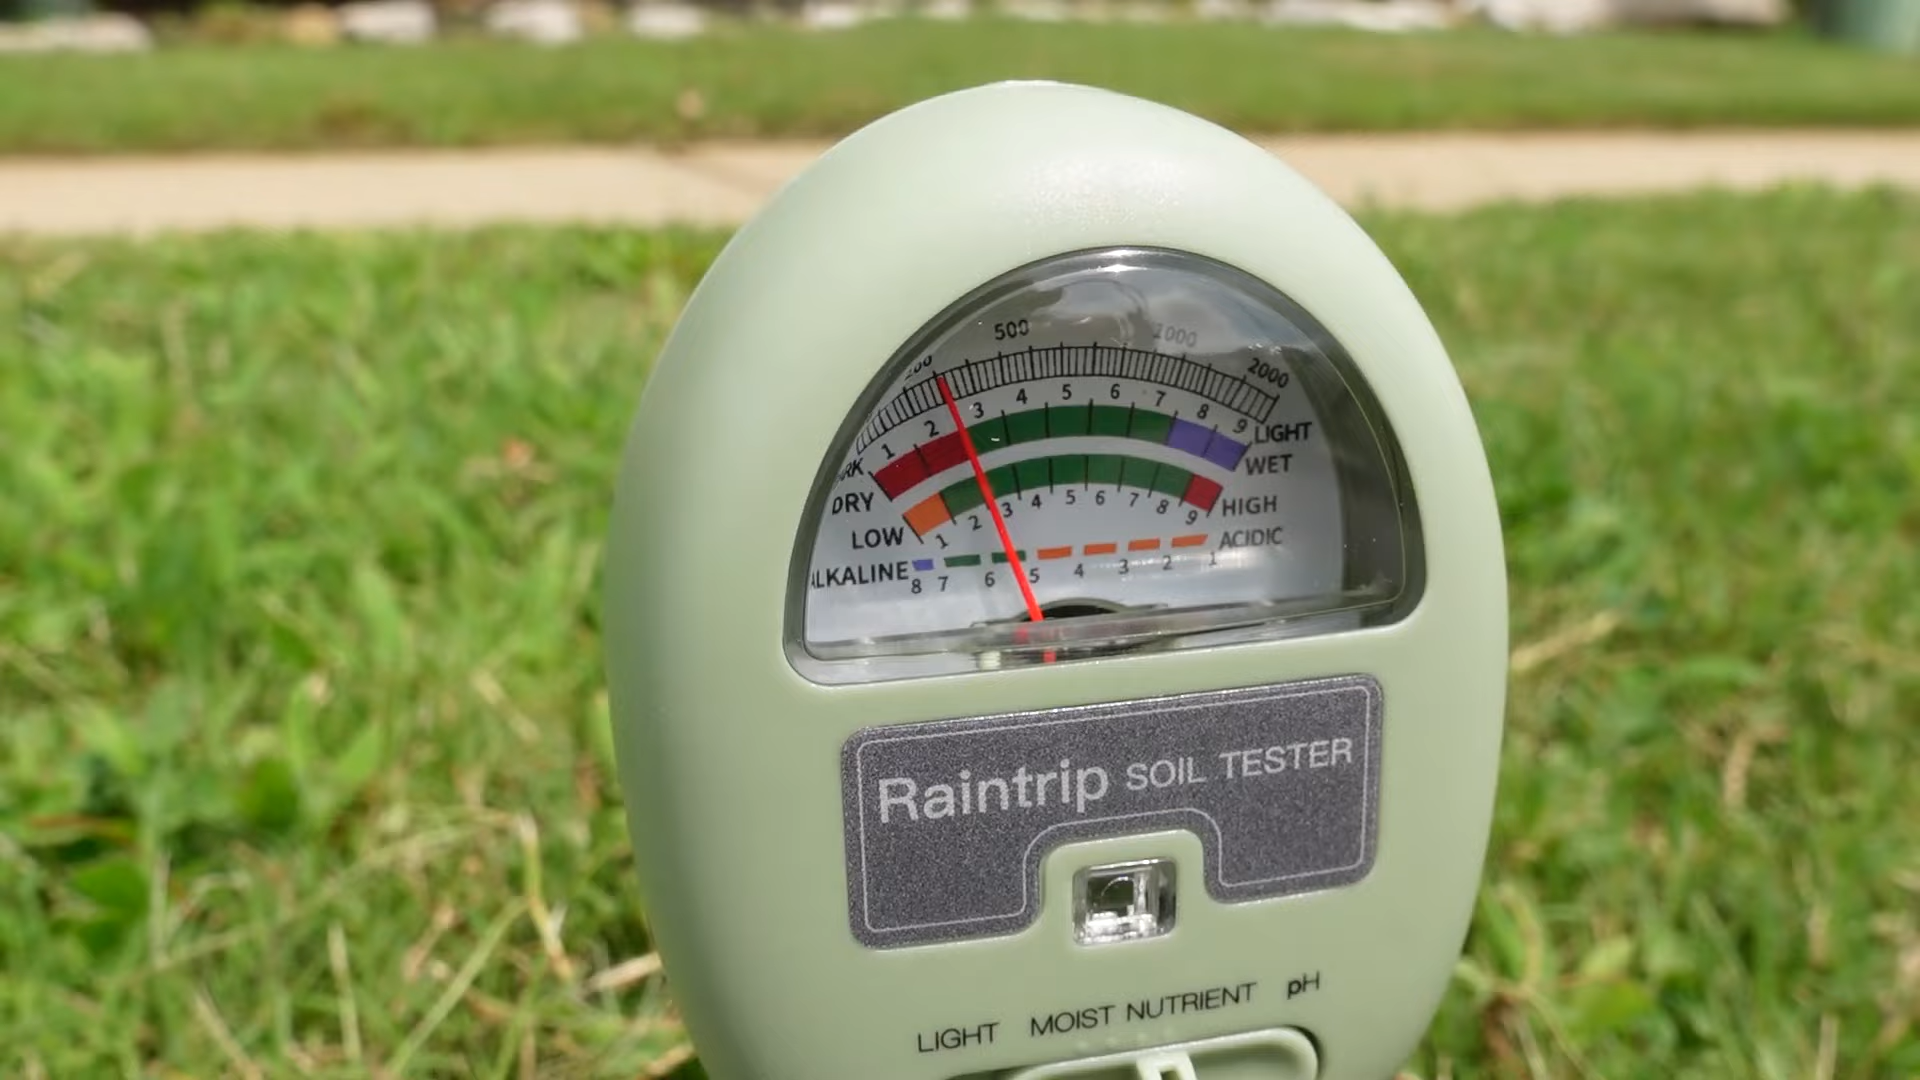 500 1000
200 2000
1 2 3 4 5 6 7 8 9
LIGHT
DRY WET
1 2 3 4 5 6 7 8 9
LOW HIGH
ACIDIC
8 7 6 5 4 3 2 1
Raintrip SOIL TESTER
LIGHT MOIST NUTRIENT pH